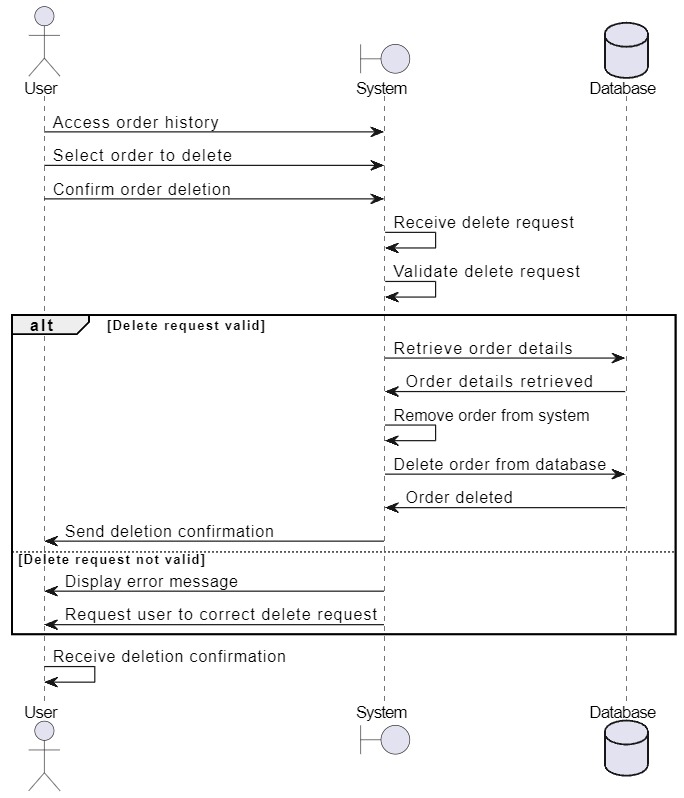 User
System
Database
Access order history
Select order to delete
Confirm order deletion
Receive delete request
Validate delete request
alt [Delete request valid]
Retrieve order details
Order details retrieved
Remove order from system
Delete order from database
Order deleted
Send deletion confirmation
[Delete request not valid]
Display error message
Request user to correct delete request
Receive deletion confirmation
User
System
Database